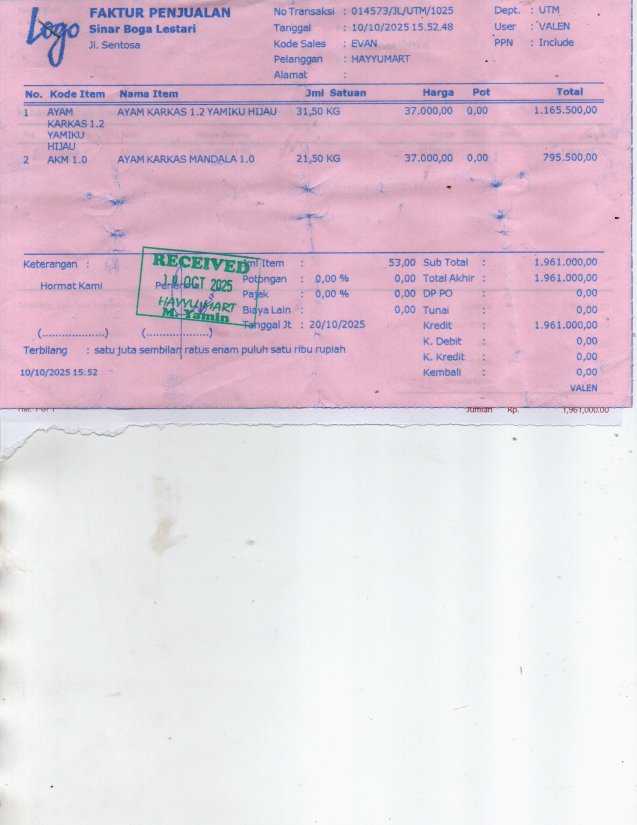 Logo
FAKTUR PENJUALAN
Sinar Boga Lestari
Jl. Sentosa
No Transaksi : 014573/JL/UTM/1025
Tanggal : 10/10/2025 15.52.48
Kode Sales : EVAN
Pelanggan : HAYYUMART
Alamat :
Dept. : UTM
User : VALEN
PPN : Include
No. Kode Item Nama Item Jml Satuan Harga Pot Total
1 AYAM KARKAS 1.2 YAMIKU HIJAU AYAM KARKAS 1.2 YAMIKU HIJAU 31,50 KG 37.000,00 0,00 1.165.500,00
2 AKM 1.0 AYAM KARKAS MANDALA 1.0 21,50 KG 37.000,00 0,00 795.500,00
Keterangan :
Hormat Kami
(...................)
(...................)
RECEIVED
OCT 2025
HAYYU MART
M. Yamin
Jml Item : 53,00
Potongan : 0,00 % 0,00
Pajak : 0,00 % 0,00
Biaya Lain : 0,00
Tanggal Jt : 20/10/2025
Sub Total : 1.961.000,00
Total Akhir : 1.961.000,00
DP PO : 0,00
Tunai : 0,00
Kredit : 1.961.000,00
K. Debit : 0,00
K. Kredit : 0,00
Kembali : 0,00
Terbilang : satu juta sembilan ratus enam puluh satu ribu rupiah
10/10/2025 15:52
VALEN
Jumlah Rp. 1,961,000.00